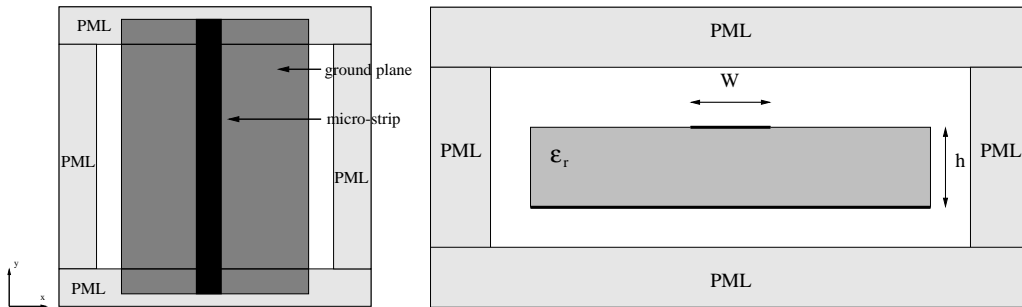 PML
ground plane
micro-strip
PML
PML
PML
y
x
PML
W
PML
εr
h
PML
PML